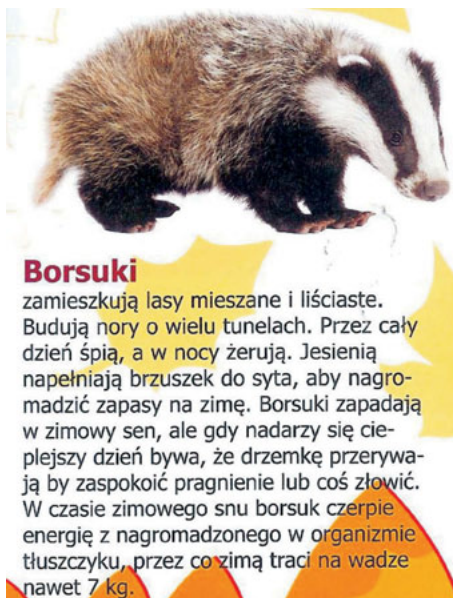 Borsuki
zamieszkują lasy mieszane i liściaste.
Budują nory o wielu tunelach. Przez cały
dzień śpią, a w nocy żerują. Jesienią
napełniają brzuszek do syta, aby nagro-
madzić zapasy na zimę. Borsuki zapadają
w zimowy sen, ale gdy nadarzy się cie-
plejszy dzień bywa, że drzemkę przerywa-
ją by zaspokoić pragnienie lub coś złowić.
W czasie zimowego snu borsuk czerpie
energię z nagromadzonego w organizmie
tłuszczyku, przez co zimą traci na wadze
nawet 7 kg.